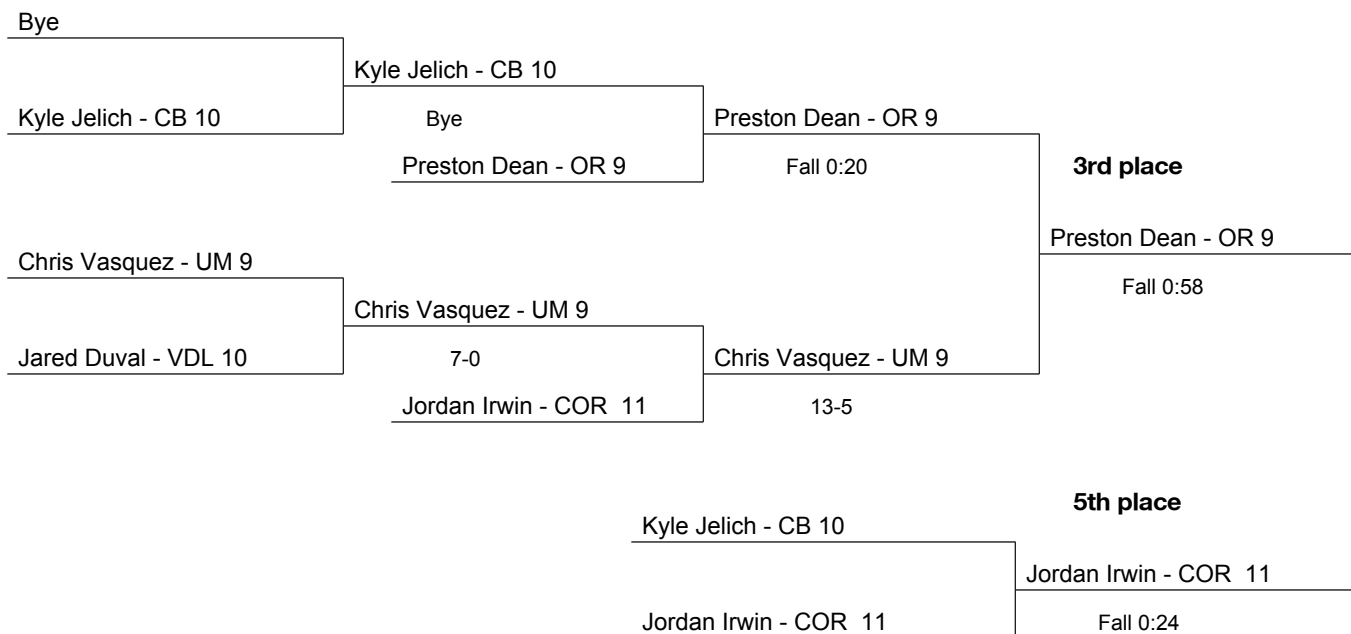 Bye
Kyle Jelich - CB 10
Kyle Jelich - CB 10
Bye
Preston Dean - OR 9
Preston Dean - OR 9
Fall 0:20
3rd place
Preston Dean - OR 9
Fall 0:58
Chris Vasquez - UM 9
Chris Vasquez - UM 9
Jared Duval - VDL 10
7-0
Chris Vasquez - UM 9
Jordan Irwin - COR  11
13-5
5th place
Kyle Jelich - CB 10
Jordan Irwin - COR  11
Jordan Irwin - COR  11
Fall 0:24